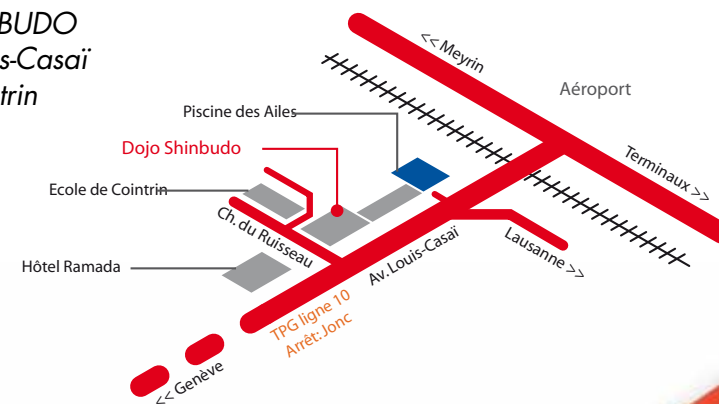 BUDO
s-Casaï
trin
<< Meyrin
Aéroport
Piscine des Ailes
Terminaux >>
Dojo Shinbudo
Ecole de Cointrin
Ch. du Ruisseau
Av. Louis-Casaï
Lausanne >>
Hôtel Ramada
TPG ligne 10
Arrêt: Jonc
<< Genève